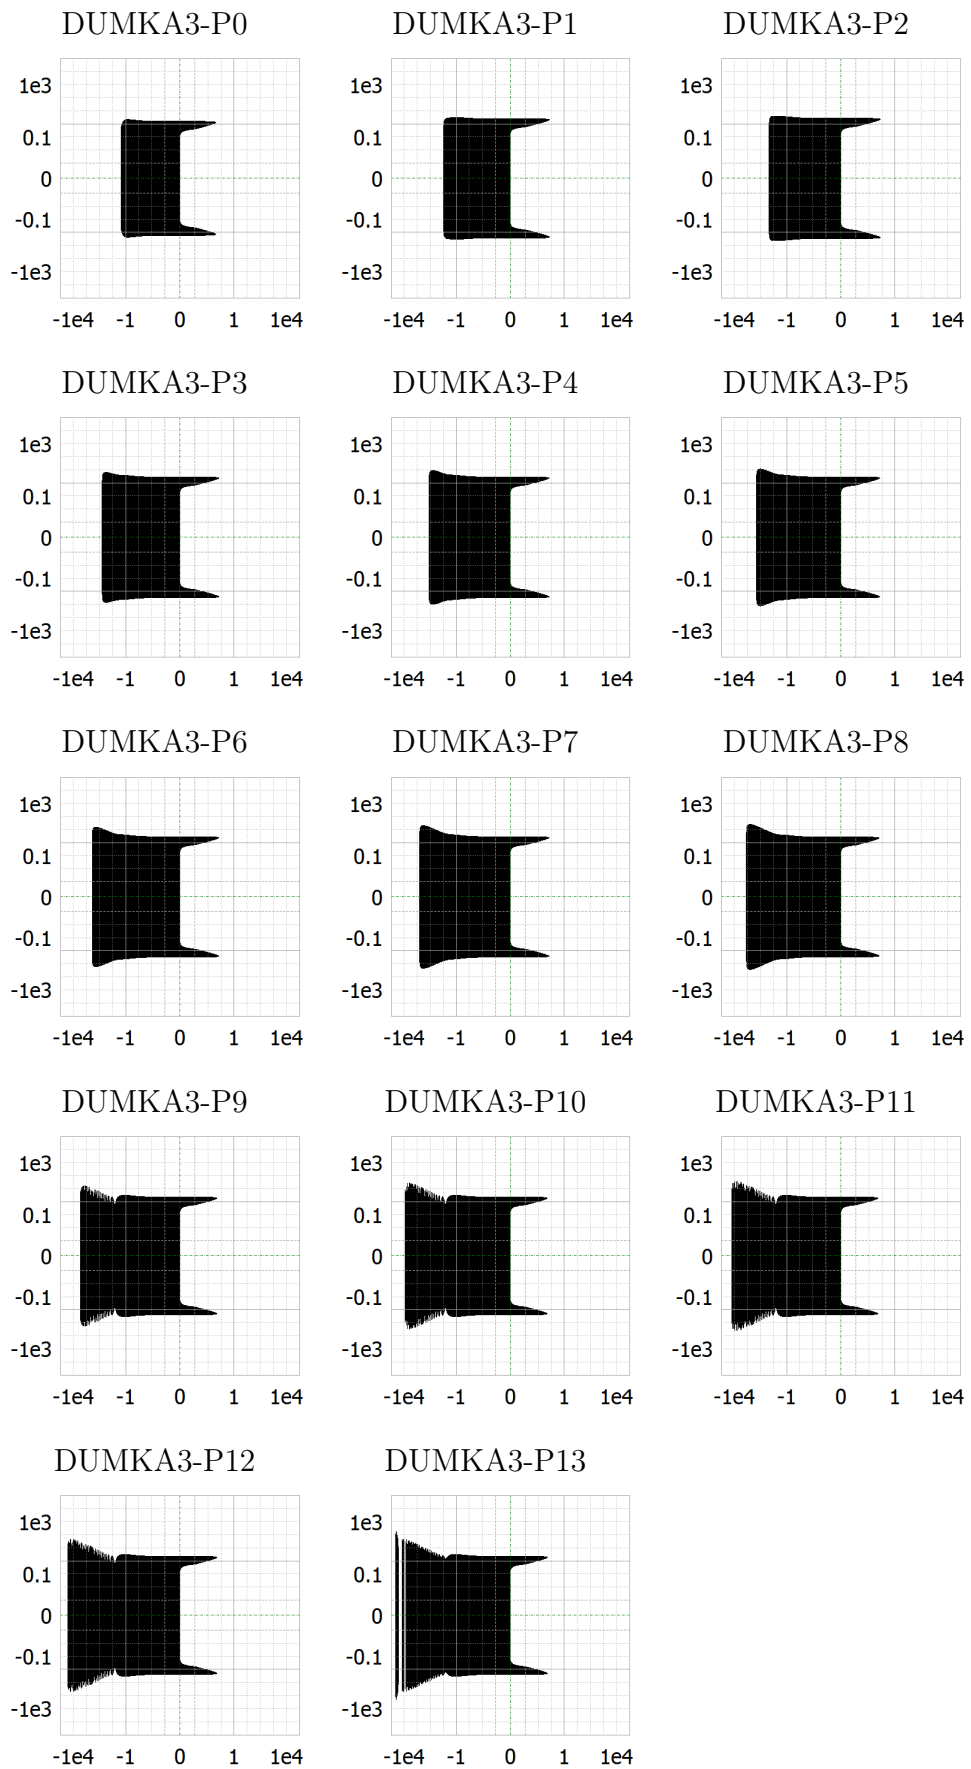 DUMKA3-P0 DUMKA3-P1 DUMKA3-P2
1e3 1e3 1e3
0.1 0.1 0.1
0 0 0
-0.1 -0.1 -0.1
-1e3 -1e3 -1e3
-1e4 -1 0 1 1e4 -1e4 -1 0 1 1e4 -1e4 -1 0 1 1e4
DUMKA3-P3 DUMKA3-P4 DUMKA3-P5
1e3 1e3 1e3
0.1 0.1 0.1
0 0 0
-0.1 -0.1 -0.1
-1e3 -1e3 -1e3
-1e4 -1 0 1 1e4 -1e4 -1 0 1 1e4 -1e4 -1 0 1 1e4
DUMKA3-P6 DUMKA3-P7 DUMKA3-P8
1e3 1e3 1e3
0.1 0.1 0.1
0 0 0
-0.1 -0.1 -0.1
-1e3 -1e3 -1e3
-1e4 -1 0 1 1e4 -1e4 -1 0 1 1e4 -1e4 -1 0 1 1e4
DUMKA3-P9 DUMKA3-P10 DUMKA3-P11
1e3 1e3 1e3
0.1 0.1 0.1
0 0 0
-0.1 -0.1 -0.1
-1e3 -1e3 -1e3
-1e4 -1 0 1 1e4 -1e4 -1 0 1 1e4 -1e4 -1 0 1 1e4
DUMKA3-P12 DUMKA3-P13
1e3 1e3
0.1 0.1
0 0
-0.1 -0.1
-1e3 -1e3
-1e4 -1 0 1 1e4 -1e4 -1 0 1 1e4